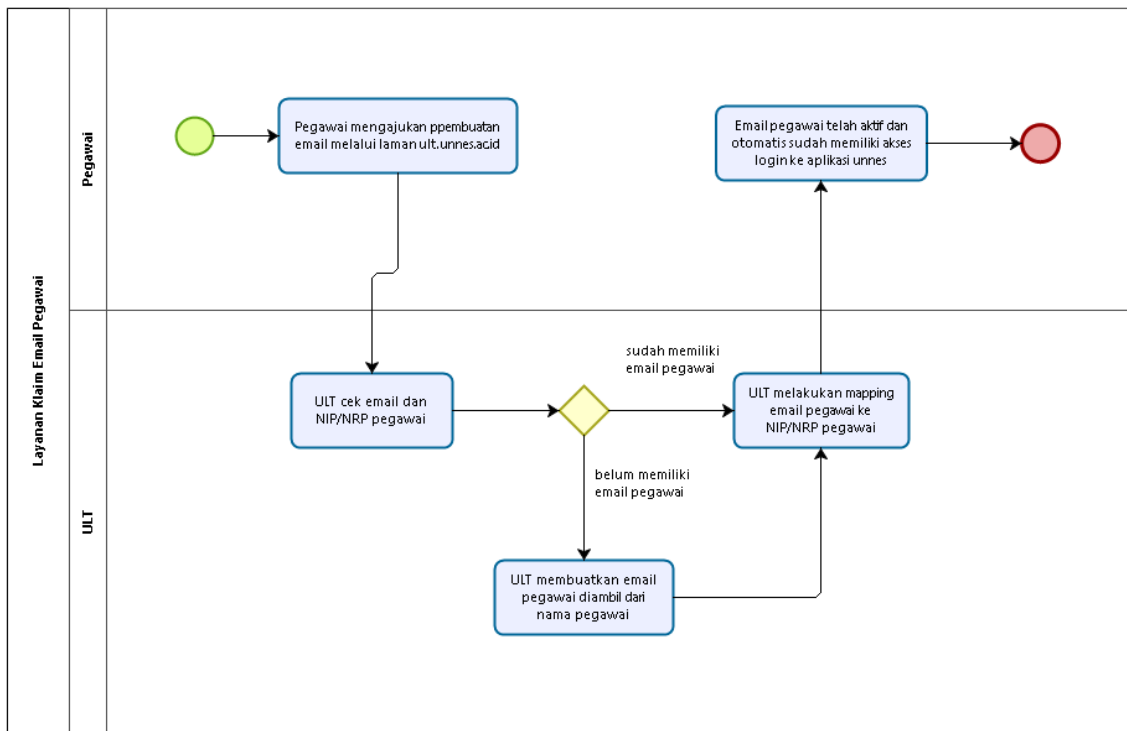 Layanan Klaim Email Pegawai
Pegawai
Pegawai mengajukan ppembuatan
email melalui laman ult.unnes.ac.id
Email pegawai telah aktif dan
otomatis sudah memiliki akses
login ke aplikasi unnes
ULT
ULT cek email dan
NIP/NRP pegawai
sudah memiliki
email pegawai
ULT melakukan mapping
email pegawai ke
NIP/NRP pegawai
belum memiliki
email pegawai
ULT membuatkan email
pegawai diambil dari
nama pegawai